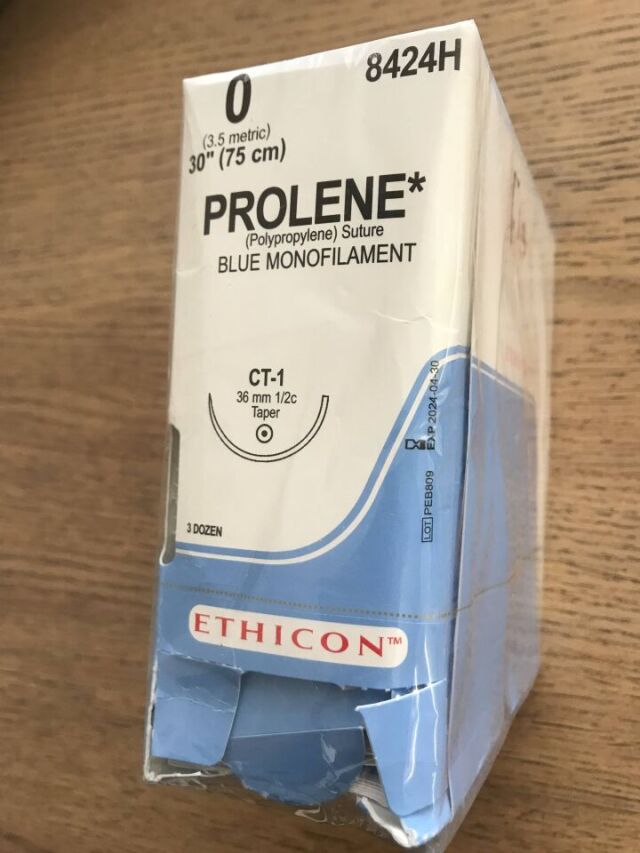 0
8424H
(3.5 metric)
30" (75 cm)
PROLENE*
(Polypropylene) Suture
BLUE MONOFILAMENT
CT-1
36 mm 1/2c
Taper
EXP 2024-04-30
LOT PEB809
3 DOZEN
ETHICON™